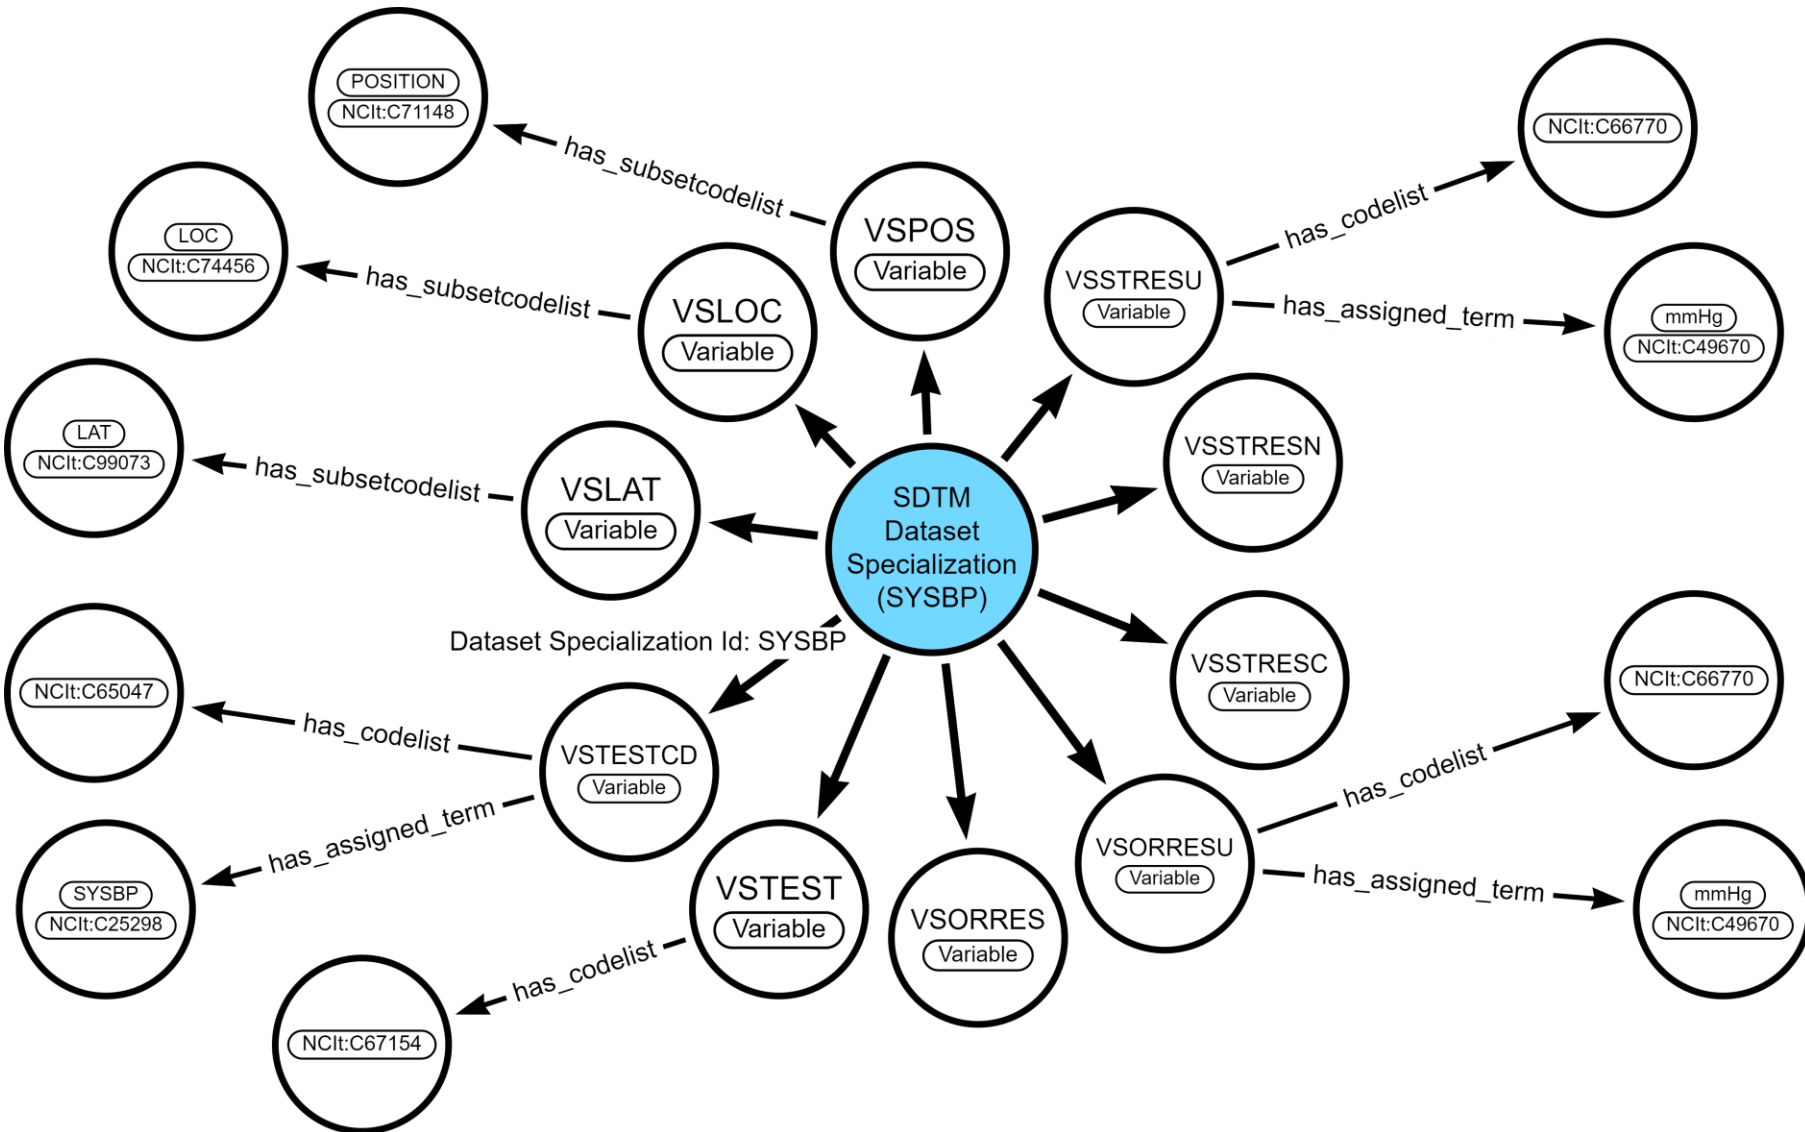 POSITION
NCIt:C71148
has_subsetcodelist
VSPOS
Variable
NCIt:C66770
has_codelist
VSSTRESU
Variable
has_assigned_term
mmHg
NCIt:C49670
LOC
NCIt:C74456
has_subsetcodelist
VSLOC
Variable
LAT
NCIt:C99073
has_subsetcodelist
VSLAT
Variable
VSSTRESN
Variable
SDTM
Dataset
Specialization
(SYSBP)
Dataset Specialization Id: SYSBP
VSSTRESC
Variable
NCIt:C65047
has_codelist
VSTESTCD
Variable
has_assigned_term
SYSBP
NCIt:C25298
VSTEST
Variable
has_codelist
NCIt:C67154
VSORRES
Variable
VSORRESU
Variable
has_codelist
NCIt:C66770
has_assigned_term
mmHg
NCIt:C49670